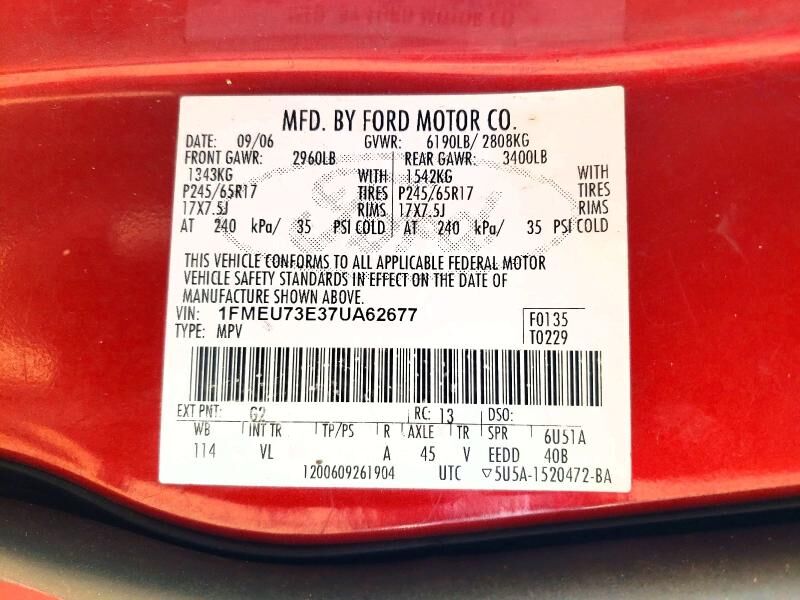 MFD. BY FORD MOTOR CO.
DATE: 09/06 GVWR: 6190LB/ 2808KG
FRONT GAWR: 2960LB REAR GAWR: 3400LB
1343KG WITH 1542KG WITH
P245/65R17 TIRES P245/65R17 TIRES
17X7.5J RIMS 17X7.5J RIMS
AT 240 kPa/ 35 PSI COLD AT 240 kPa/ 35 PSI COLD
THIS VEHICLE CONFORMS TO ALL APPLICABLE FEDERAL MOTOR
VEHICLE SAFETY STANDARDS IN EFFECT ON THE DATE OF
MANUFACTURE SHOWN ABOVE.
VIN: 1FMEU73E37UA62677 F0135
TYPE: MPV T0229
EXT PNT: G2 RC: 13 DSO:
WB INT TR TP/PS R AXLE TR SPR 6U51A
114 VL A 45 V EEDD 40B
1200609261904 UTC ▽5U5A-1520472-BA